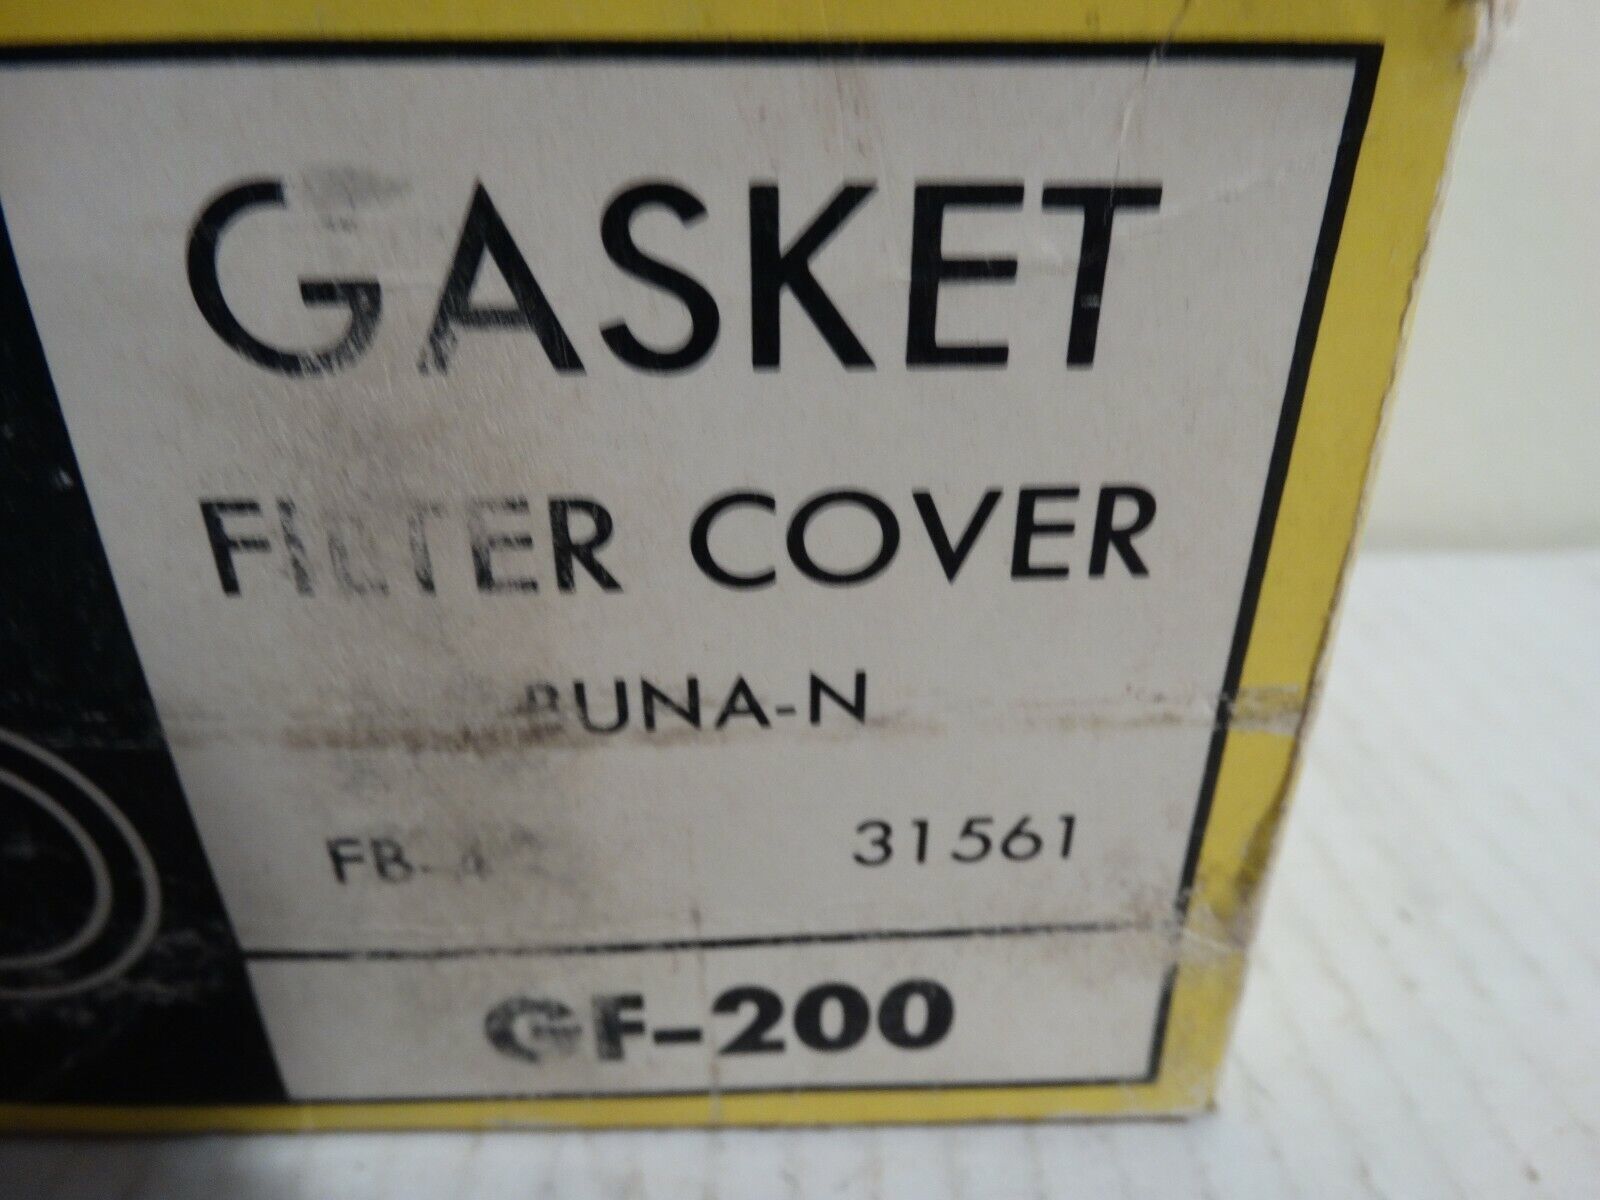 GASKET
FILTER COVER
BUNA-N
31561
GF-200